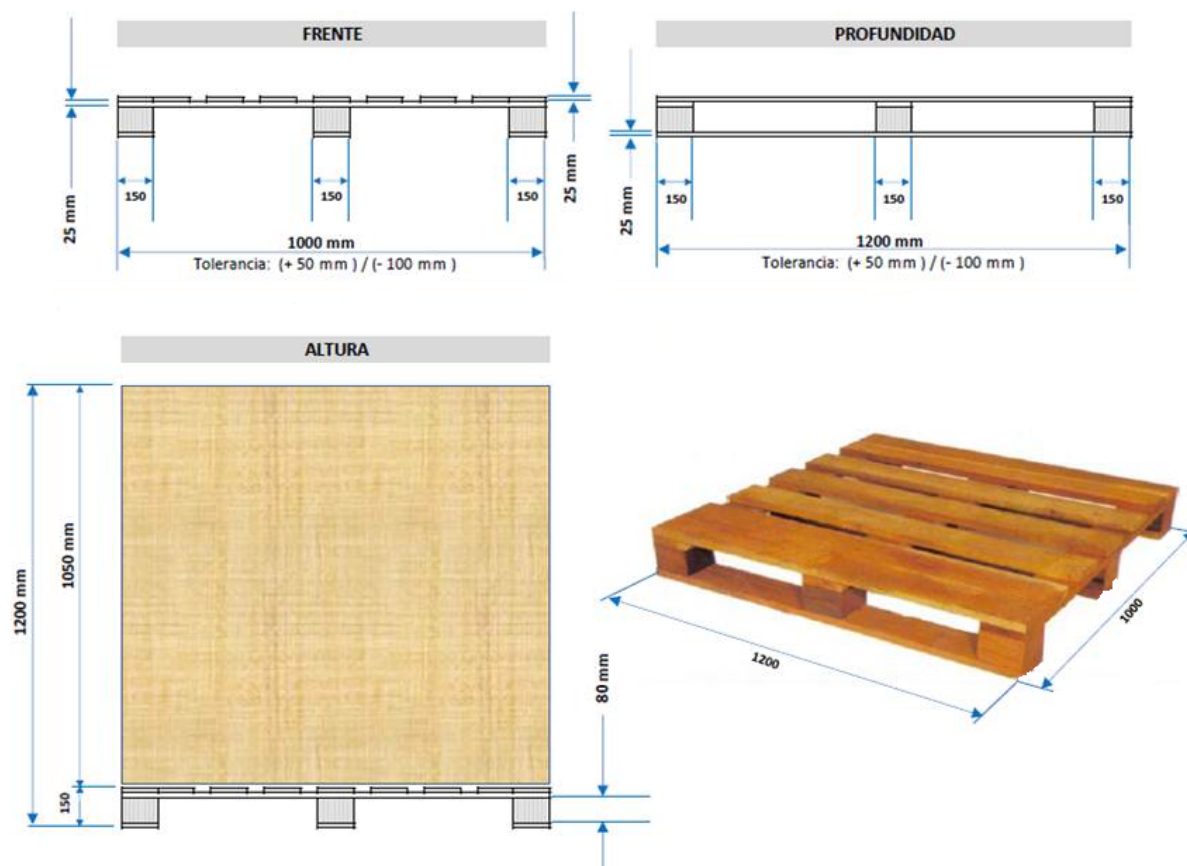 FRENTE
25 mm
25 mm
150
150
150
1000 mm
Tolerancia: (+ 50 mm ) / (- 100 mm )
PROFUNDIDAD
25 mm
150
150
150
1200 mm
Tolerancia: (+ 50 mm ) / (- 100 mm )
ALTURA
1200 mm
1050 mm
150
80 mm
1200
1000